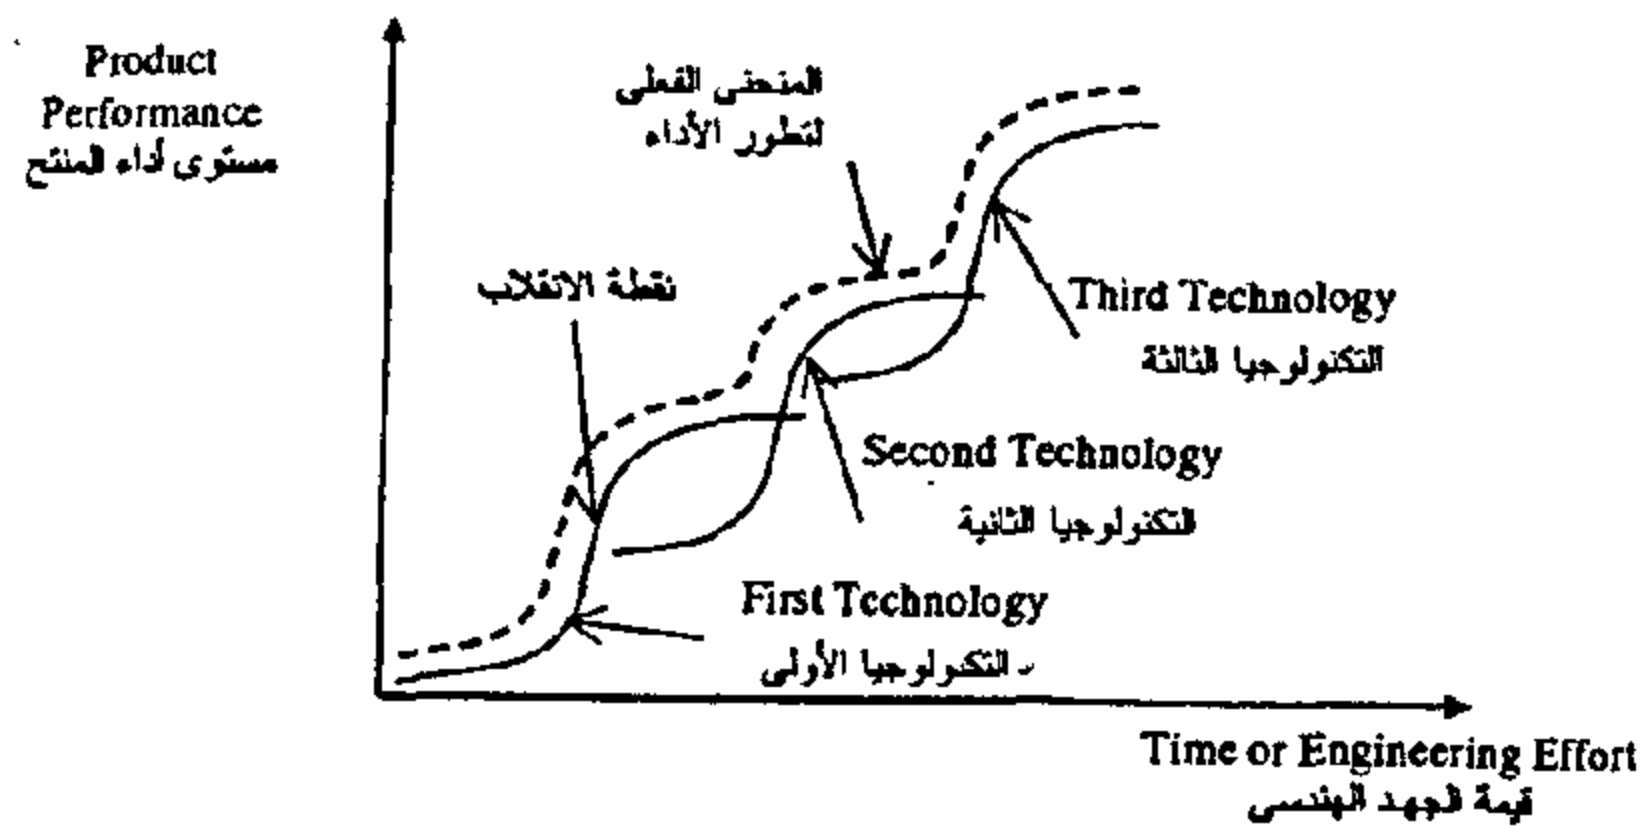 Product
Performance
مستوى أداء المنتج
المنحنى الفعلى
لتطور الأداء
نقطة الانقلاب
Third Technology
التكنولوجيا الثالثة
Second Technology
التكنولوجيا الثانية
First Technology
التكنولوجيا الأولى
Time or Engineering Effort
قيمة الجهد الهندسى